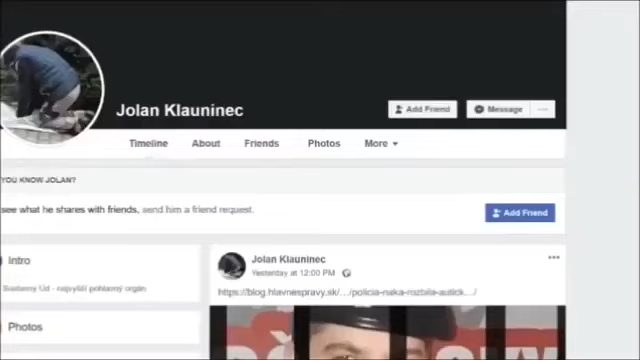 Jolan Klauninec
Add Friend
Message
Timeline
About
Friends
Photos
More
YOU KNOW JOLAN?
see what he shares with friends, send him a friend request.
Add Friend
Intro
Jolan Klauninec
Yesterday at 12:00 PM
https://blog.hlavnespravy.sk/.../policia-naka-rozbila-autick.../
- najvyšší pohlavný orgán
Photos